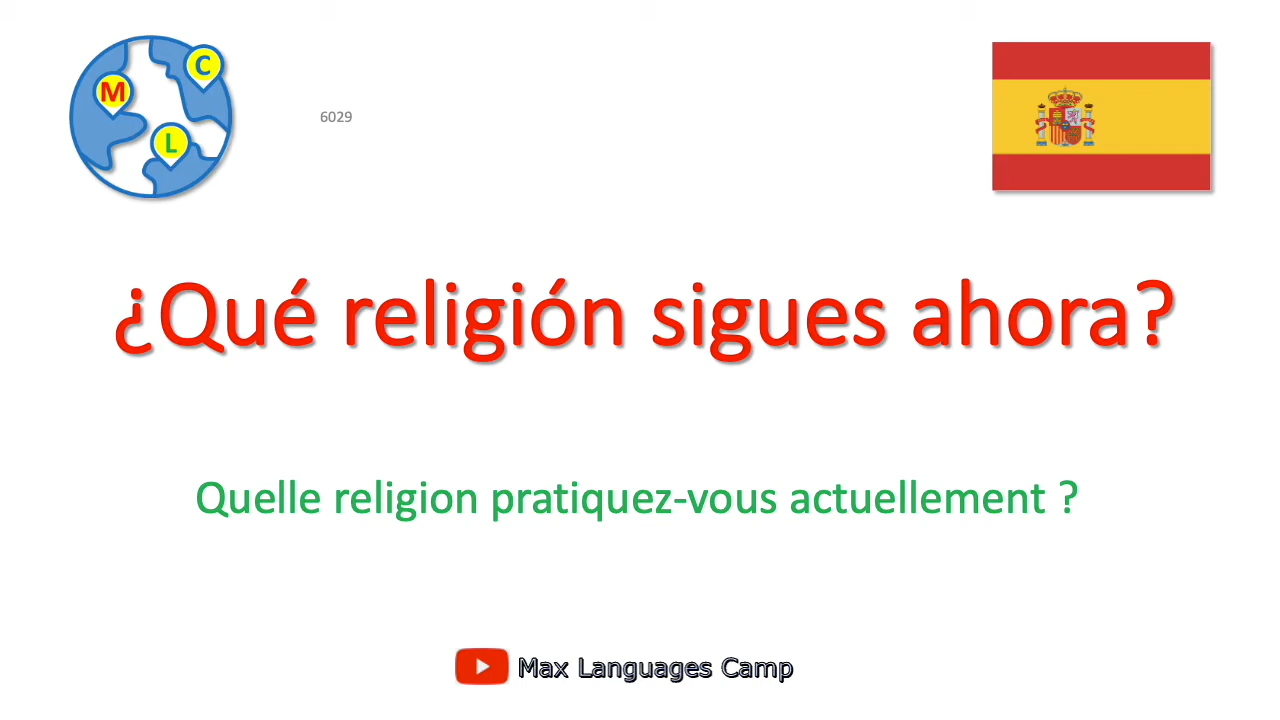 M
C
L
6029
¿Qué religión sigues ahora?
Quelle religion pratiquez-vous actuellement ?
Max Languages Camp